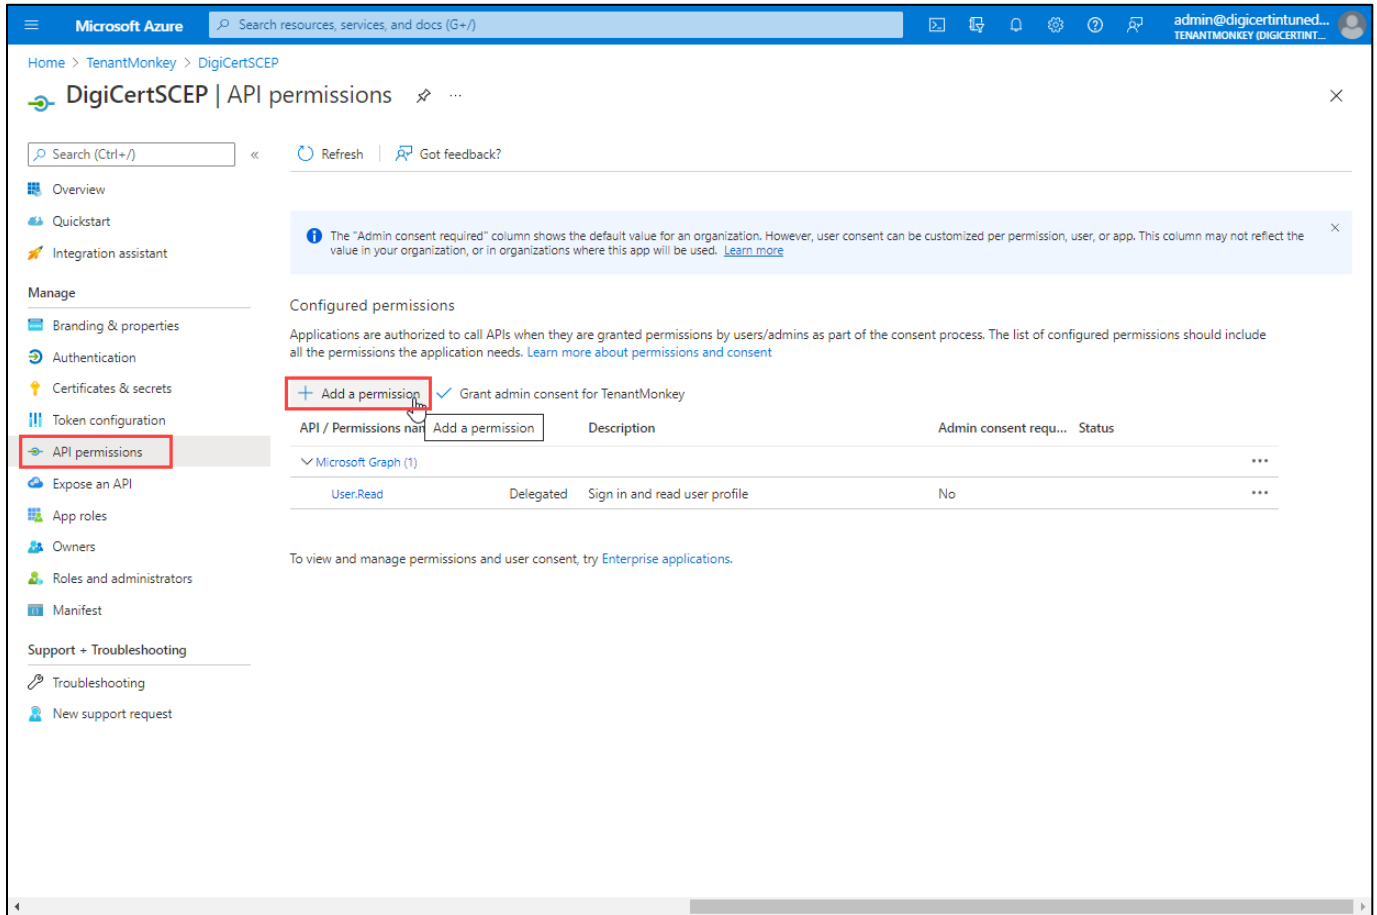 Microsoft Azure
Search resources, services, and docs (G+/)
admin@digicertintuned...
TENANTMONKEY (DIGICERTINT...
Home > TenantMonkey > DigiCertSCEP
DigiCertSCEP | API permissions
Search (Ctrl+/)
Refresh
Got feedback?
Overview
Quickstart
Integration assistant
Manage
Branding & properties
Authentication
Certificates & secrets
Token configuration
API permissions
Expose an API
App roles
Owners
Roles and administrators
Manifest
Support + Troubleshooting
Troubleshooting
New support request
The "Admin consent required" column shows the default value for an organization. However, user consent can be customized per permission, user, or app. This column may not reflect the
value in your organization, or in organizations where this app will be used. Learn more
Configured permissions
Applications are authorized to call APIs when they are granted permissions by users/admins as part of the consent process. The list of configured permissions should include
all the permissions the application needs. Learn more about permissions and consent
Add a permission
Grant admin consent for TenantMonkey
API / Permissions
Add a permission
Description
Admin consent requ...
Status
Microsoft Graph (1)
User.Read
Delegated
Sign in and read user profile
No
To view and manage permissions and user consent, try Enterprise applications.